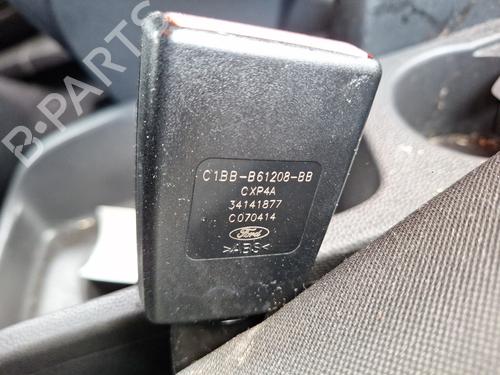 B-PARTS
C1BB-B61208-BB
CXP4A
34141877
C070414
Ford
>ABS<